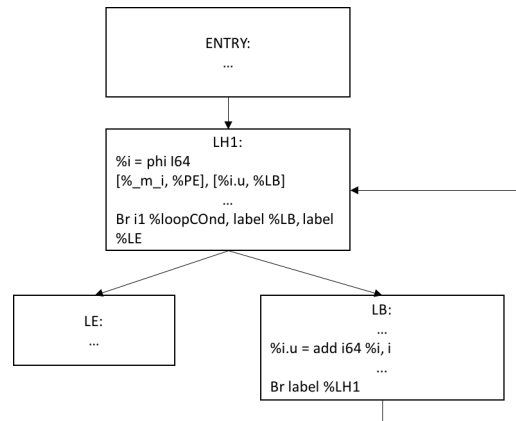 ENTRY:
...
LH1:
%i = phi I64
[%_m_i, %PE], [%i.u, %LB]
...
Br i1 %loopCOnd, label %LB, label
%LE
LE:
...
LB:
...
%i.u = add i64 %i, i
...
Br label %LH1